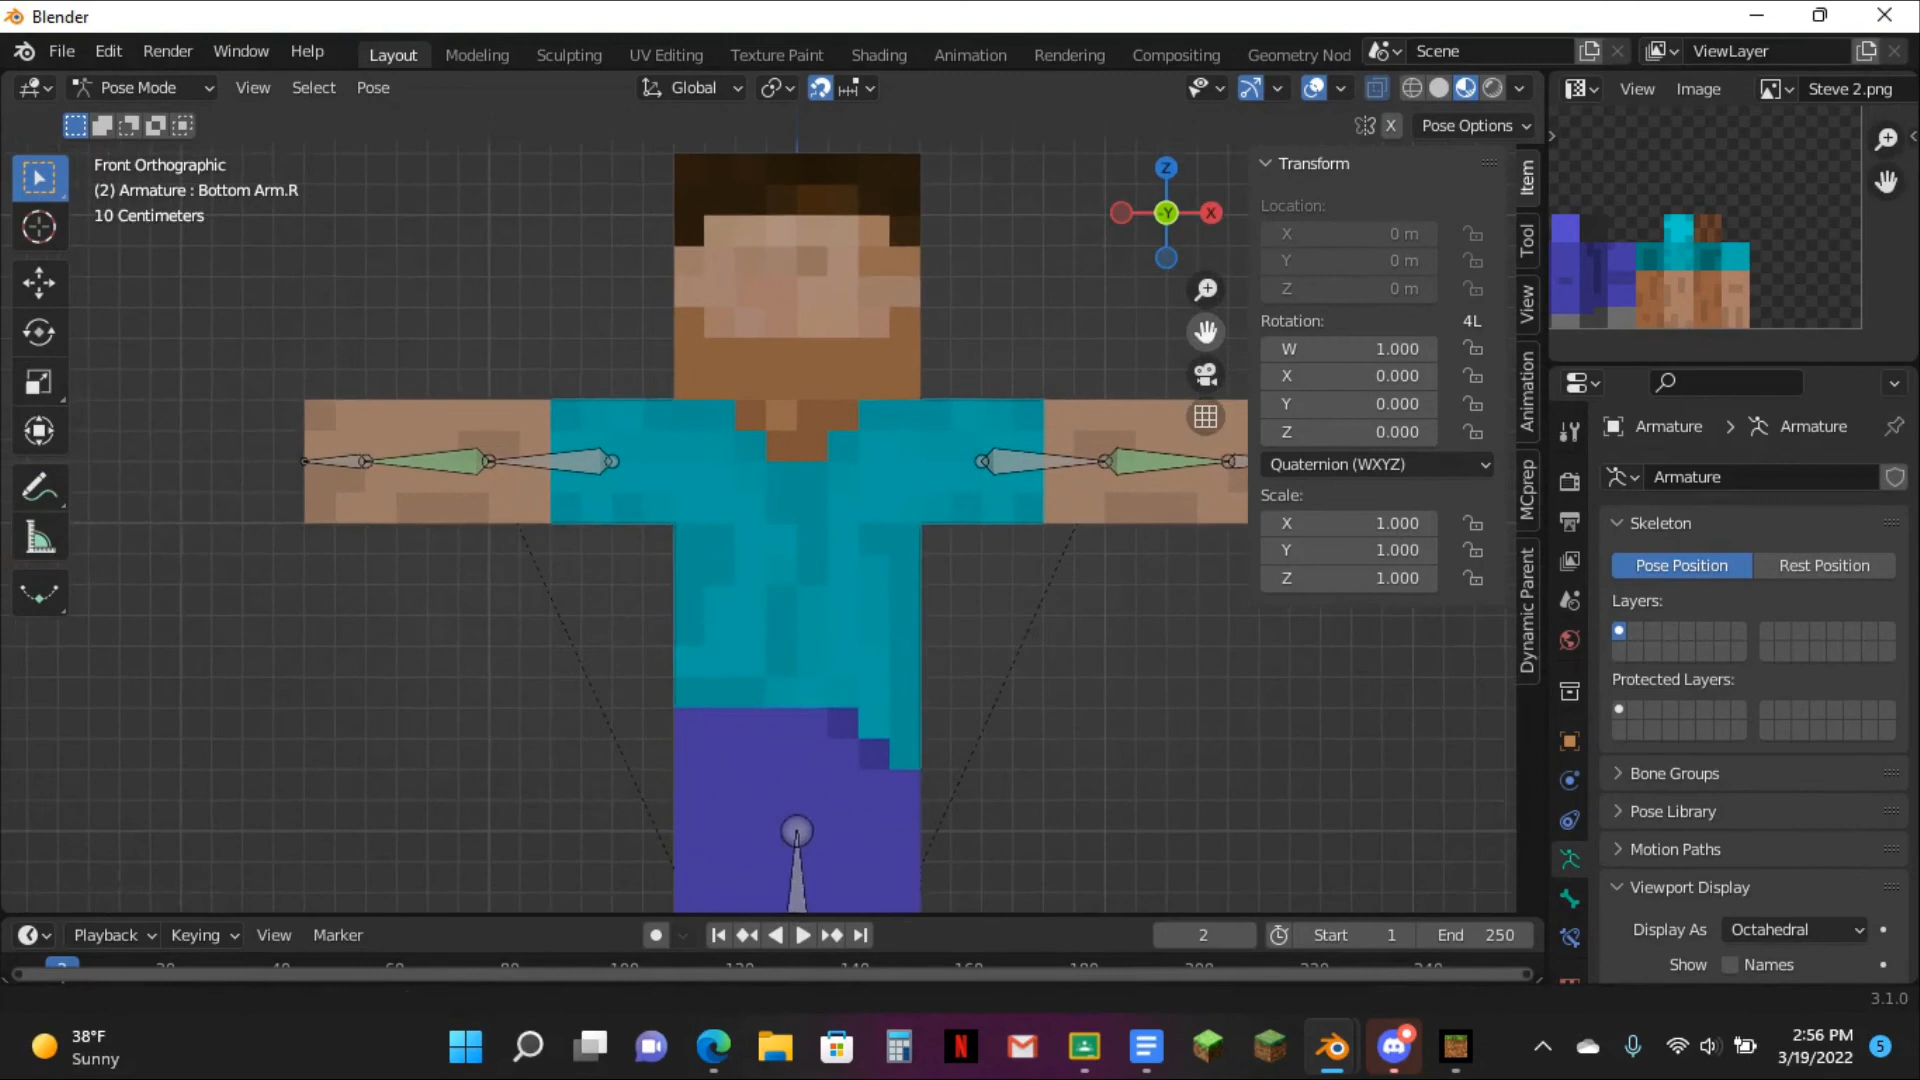 Blender
File Edit Render Window Help Layout Modeling Sculpting UV Editing Texture Paint Shading Animation Rendering Compositing Geometry Nod Scene ViewLayer
Pose Mode View Select Pose Global View Image Steve 2.png
X Pose Options
Front Orthographic
(2) Armature : Bottom Arm.R
10 Centimeters
Z
-Y
X
Transform
Location:
X 0 m
Y 0 m
Z 0 m
Rotation: 4L
W 1.000
X 0.000
Y 0.000
Z 0.000
Quaternion (WXYZ)
Scale:
X 1.000
Y 1.000
Z 1.000
Item
Tool
View
Animation
MCprep
Dynamic Parent
Armature > Armature
Armature
Skeleton
Pose Position Rest Position
Layers:
Protected Layers:
Bone Groups
Pose Library
Motion Paths
Viewport Display
Display As Octahedral
Show Names
Playback Keying View Marker 2 Start 1 End 250
3.1.0
38°F
Sunny
2:56 PM
3/19/2022
5